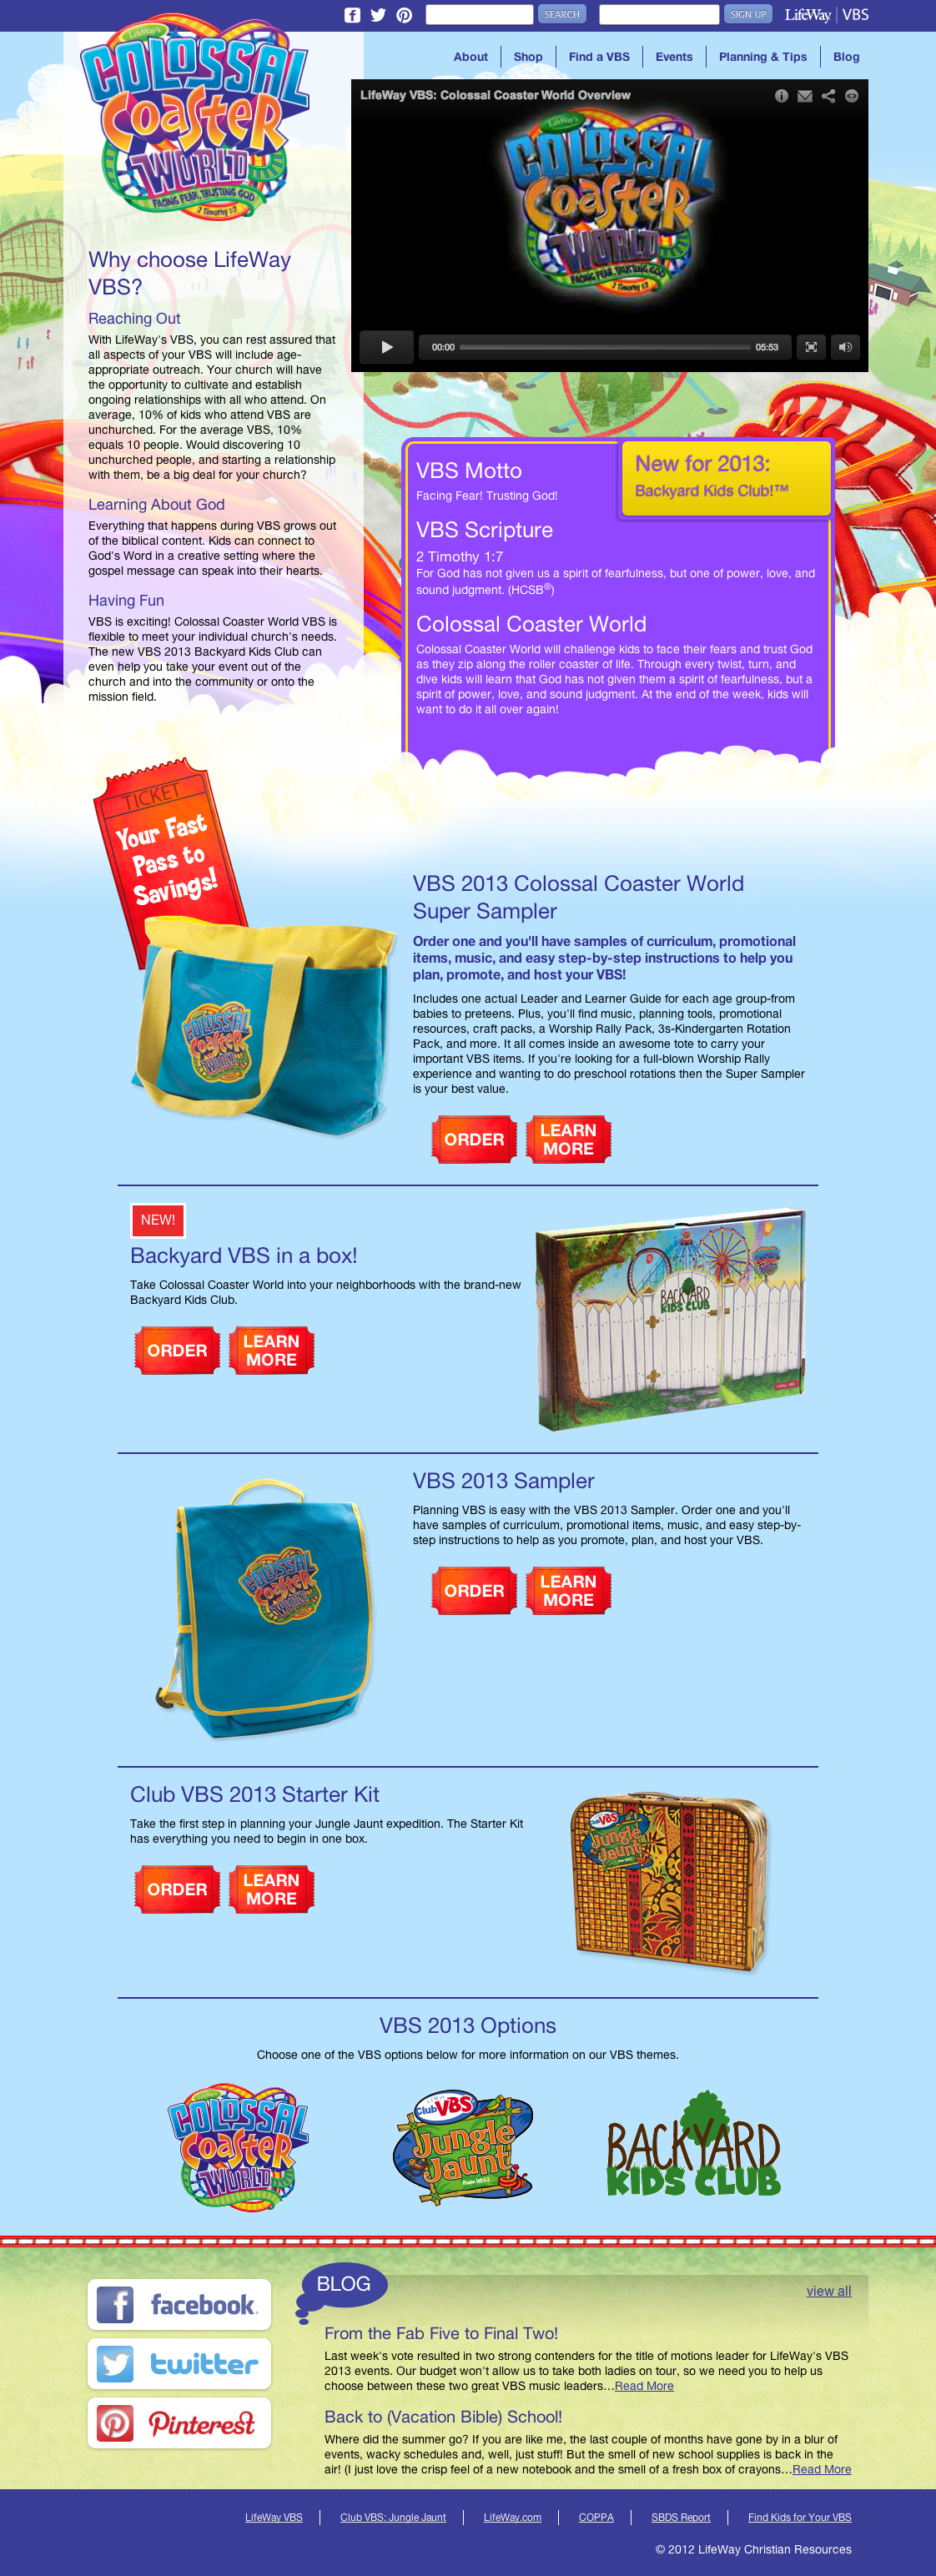 SEARCH
SIGN UP
LifeWay | VBS
LifeWay's
COLOSSAL
COASTER
WORLD
FACING FEAR. TRUSTING GOD
2 Timothy 1:7
About
Shop
Find a VBS
Events
Planning & Tips
Blog
LifeWay VBS: Colossal Coaster World Overview
LifeWay's
COLOSSAL
COASTER
WORLD
FACING FEAR. TRUSTING GOD
2 Timothy 1:7
00:00
05:53
Why choose LifeWay
VBS?
Reaching Out
With LifeWay's VBS, you can rest assured that
all aspects of your VBS will include age-
appropriate outreach. Your church will have
the opportunity to cultivate and establish
ongoing relationships with all who attend. On
average, 10% of kids who attend VBS are
unchurched. For the average VBS, 10%
equals 10 people. Would discovering 10
unchurched people, and starting a relationship
with them, be a big deal for your church?
Learning About God
Everything that happens during VBS grows out
of the biblical content. Kids can connect to
God's Word in a creative setting where the
gospel message can speak into their hearts.
Having Fun
VBS is exciting! Colossal Coaster World VBS is
flexible to meet your individual church's needs.
The new VBS 2013 Backyard Kids Club can
even help you take your event out of the
church and into the community or onto the
mission field.
New for 2013:
Backyard Kids Club!™
VBS Motto
Facing Fear! Trusting God!
VBS Scripture
2 Timothy 1:7
For God has not given us a spirit of fearfulness, but one of power, love, and
sound judgment. (HCSB®)
Colossal Coaster World
Colossal Coaster World will challenge kids to face their fears and trust God
as they zip along the roller coaster of life. Through every twist, turn, and
dive kids will learn that God has not given them a spirit of fearfulness, but a
spirit of power, love, and sound judgment. At the end of the week, kids will
want to do it all over again!
TICKET
Your Fast
Pass to
Savings!
COLOSSAL
COASTER
WORLD
VBS 2013 Colossal Coaster World
Super Sampler
Order one and you'll have samples of curriculum, promotional
items, music, and easy step-by-step instructions to help you
plan, promote, and host your VBS!
Includes one actual Leader and Learner Guide for each age group-from
babies to preteens. Plus, you'll find music, planning tools, promotional
resources, craft packs, a Worship Rally Pack, 3s-Kindergarten Rotation
Pack, and more. It all comes inside an awesome tote to carry your
important VBS items. If you're looking for a full-blown Worship Rally
experience and wanting to do preschool rotations then the Super Sampler
is your best value.
ORDER
LEARN
MORE
NEW!
Backyard VBS in a box!
Take Colossal Coaster World into your neighborhoods with the brand-new
Backyard Kids Club.
ORDER
LEARN
MORE
BACKYARD
KIDS CLUB
VBS 2013 Sampler
Planning VBS is easy with the VBS 2013 Sampler. Order one and you'll
have samples of curriculum, promotional items, music, and easy step-by-
step instructions to help as you promote, plan, and host your VBS.
ORDER
LEARN
MORE
COLOSSAL
COASTER
WORLD
Club VBS 2013 Starter Kit
Take the first step in planning your Jungle Jaunt expedition. The Starter Kit
has everything you need to begin in one box.
ORDER
LEARN
MORE
Club VBS
Jungle
Jaunt
VBS 2013 Options
Choose one of the VBS options below for more information on our VBS themes.
COLOSSAL
COASTER
WORLD
Club VBS
Jungle
Jaunt
BACKYARD
KIDS CLUB
facebook
twitter
Pinterest
BLOG
view all
From the Fab Five to Final Two!
Last week's vote resulted in two strong contenders for the title of motions leader for LifeWay's VBS
2013 events. Our budget won't allow us to take both ladies on tour, so we need you to help us
choose between these two great VBS music leaders…Read More
Back to (Vacation Bible) School!
Where did the summer go? If you are like me, the last couple of months have gone by in a blur of
events, wacky schedules and, well, just stuff! But the smell of new school supplies is back in the
air! (I just love the crisp feel of a new notebook and the smell of a fresh box of crayons…Read More
LifeWay VBS
Club VBS: Jungle Jaunt
LifeWay.com
COPPA
SBDS Report
Find Kids for Your VBS
© 2012 LifeWay Christian Resources